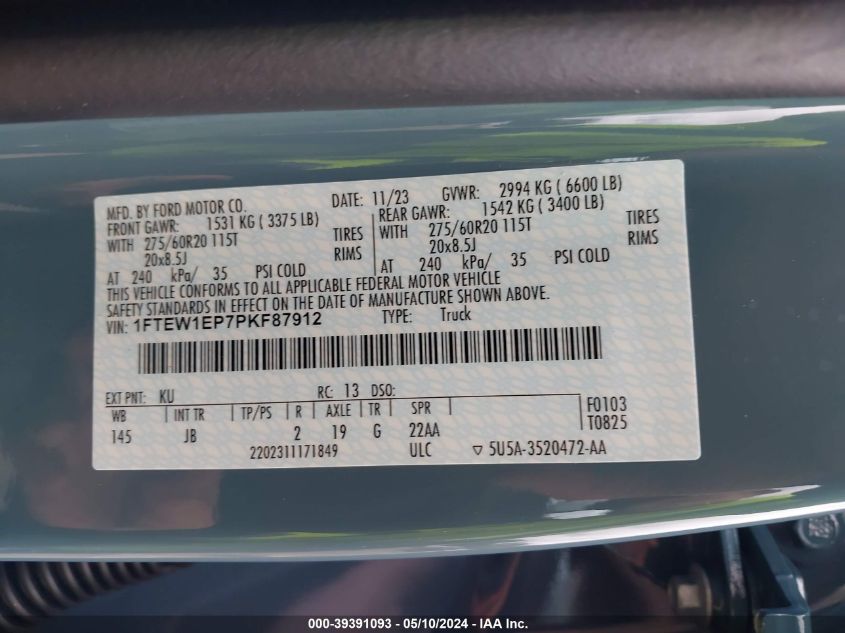 MFD. BY FORD MOTOR CO. DATE: 11/23 GVWR: 2994 KG ( 6600 LB)
FRONT GAWR: 1531 KG ( 3375 LB) REAR GAWR: 1542 KG ( 3400 LB)
WITH 275/60R20 115T TIRES WITH 275/60R20 115T TIRES
20x8.5J RIMS 20x8.5J RIMS
AT 240 kPa/ 35 PSI COLD AT 240 kPa/ 35 PSI COLD
THIS VEHICLE CONFORMS TO ALL APPLICABLE FEDERAL MOTOR VEHICLE
SAFETY STANDARDS IN EFFECT ON THE DATE OF MANUFACTURE SHOWN ABOVE.
VIN: 1FTEW1EP7PKF87912 TYPE: Truck
EXT PNT: KU RC: 13 DSO:
WB INT TR TP/PS R AXLE TR SPR F0103
145 JB 2 19 G 22AA T0825
2202311171849 ULC ▽ 5U5A-3520472-AA
000-39391093 — 05/10/2024 — IAA Inc.